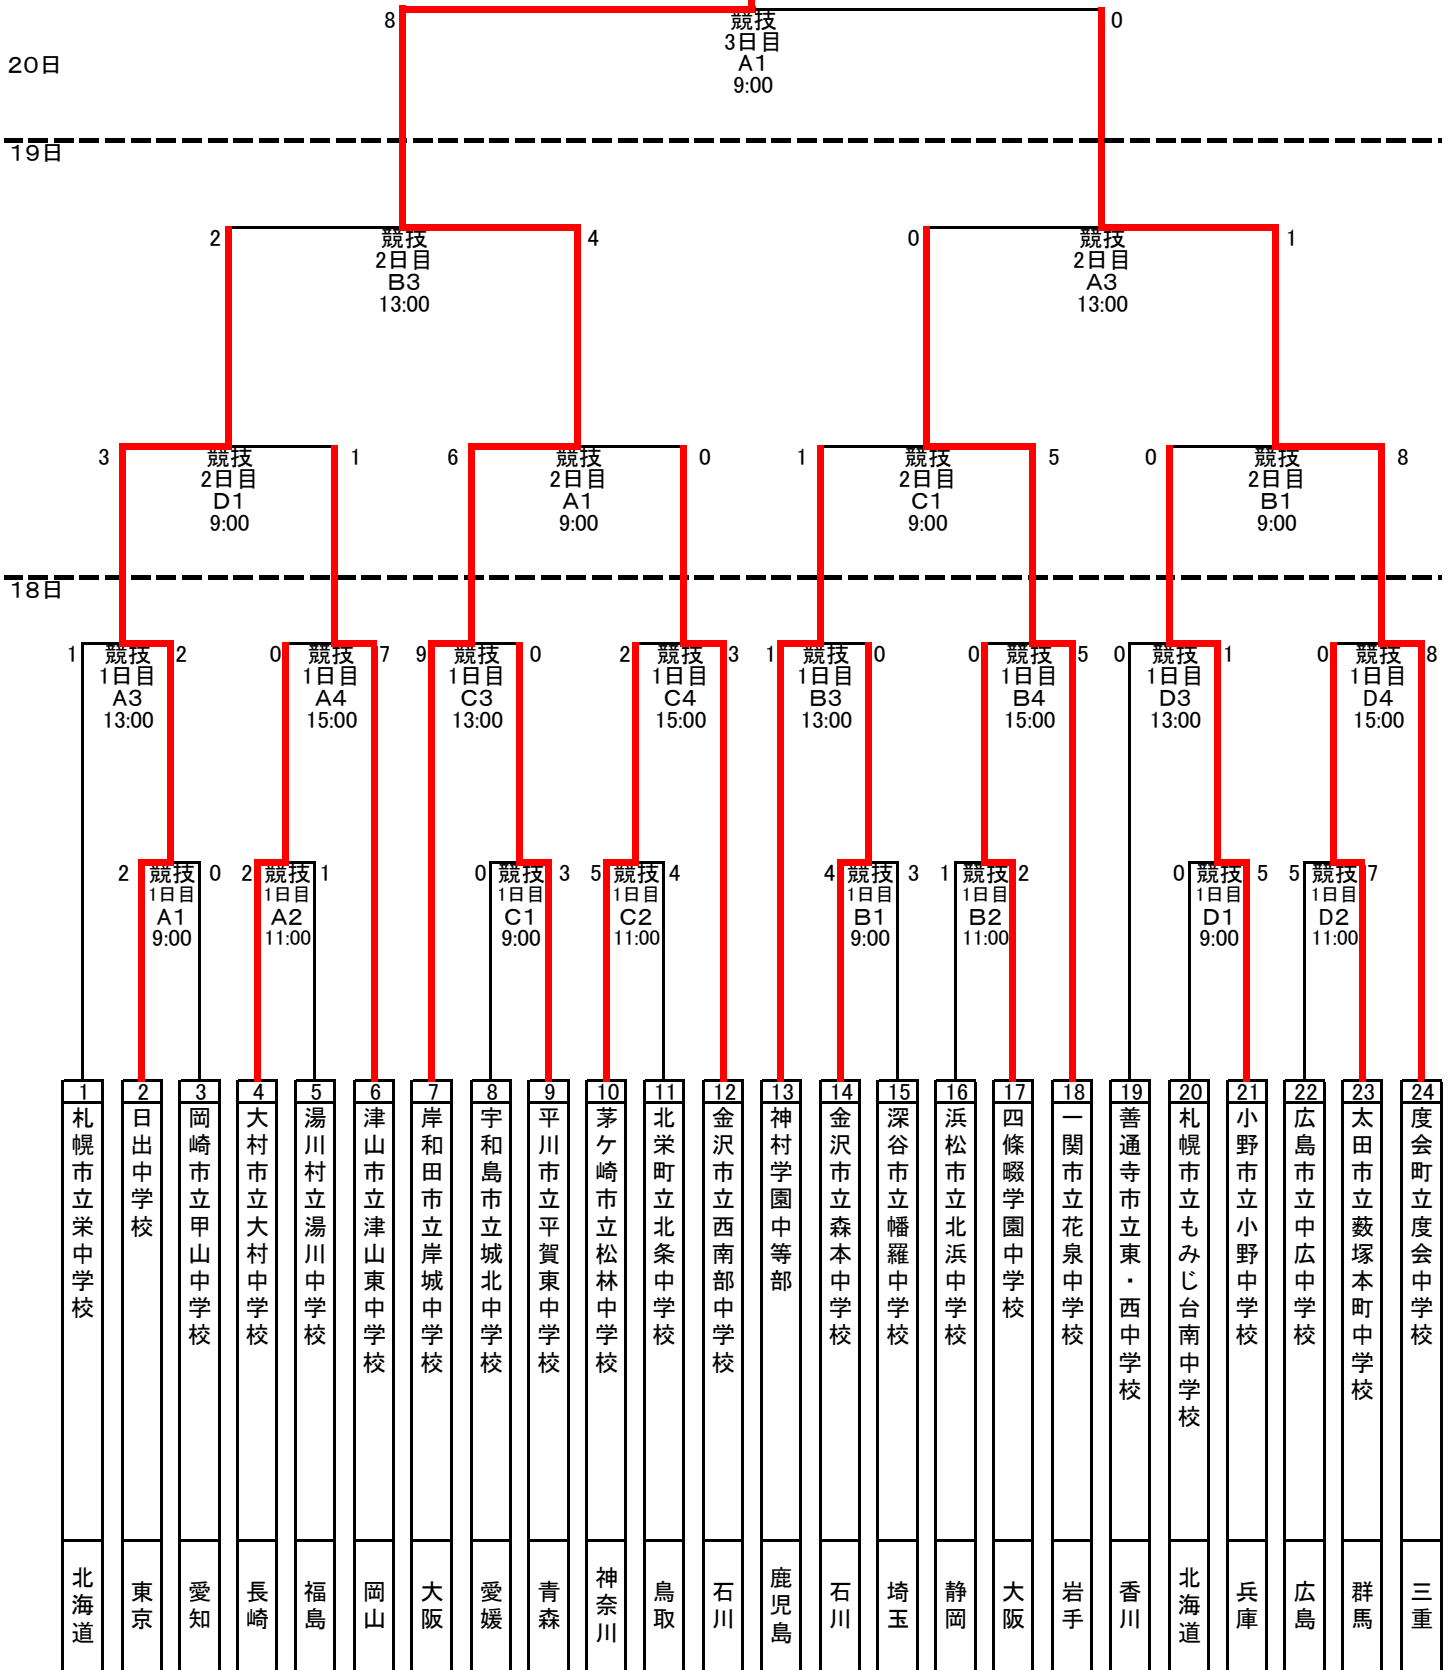 8 競技 0
3日目
A1
9:00
20日
19日
2 競技 4
2日目
B3
13:00
0 競技 1
2日目
A3
13:00
3 競技 1
2日目
D1
9:00
6 競技 0
2日目
A1
9:00
1 競技 5
2日目
C1
9:00
0 競技 8
2日目
B1
9:00
18日
1 競技 2
1日目
A3
13:00
0 競技 7
1日目
A4
15:00
9 競技 0
1日目
C3
13:00
2 競技 3
1日目
C4
15:00
1 競技 0
1日目
B3
13:00
0 競技 5
1日目
B4
15:00
0 競技 1
1日目
D3
13:00
0 競技 8
1日目
D4
15:00
2 競技 0
1日目
A1
9:00
2 競技 1
1日目
A2
11:00
0 競技 3
1日目
C1
9:00
5 競技 4
1日目
C2
11:00
4 競技 3
1日目
B1
9:00
1 競技 2
1日目
B2
11:00
0 競技 5
1日目
D1
9:00
5 競技 7
1日目
D2
11:00
1 札幌市立栄中学校 北海道
2 日出中学校 東京
3 岡崎市立甲山中学校 愛知
4 大村市立大村中学校 長崎
5 湯川村立湯川中学校 福島
6 津山市立津山東中学校 岡山
7 岸和田市立岸城中学校 大阪
8 宇和島市立城北中学校 愛媛
9 平川市立平賀東中学校 青森
10 茅ケ崎市立松林中学校 神奈川
11 北栄町立北条中学校 鳥取
12 金沢市立西南部中学校 石川
13 神村学園中等部 鹿児島
14 金沢市立森本中学校 石川
15 深谷市立幡羅中学校 埼玉
16 浜松市立北浜中学校 静岡
17 四條畷学園中学校 大阪
18 一関市立花泉中学校 岩手
19 善通寺市立東・西中学校 香川
20 札幌市立もみじ台南中学校 北海道
21 小野市立小野中学校 兵庫
22 広島市立中広中学校 広島
23 太田市立藪塚本町中学校 群馬
24 度会町立度会中学校 三重